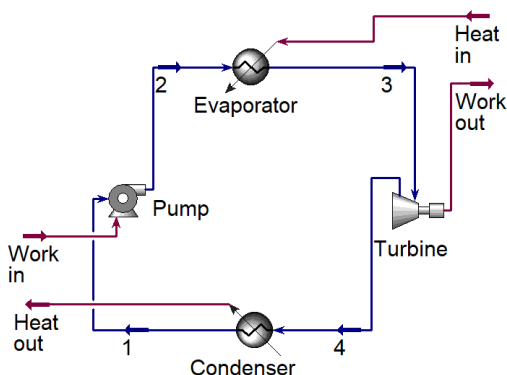 Heat
in
2
3
Evaporator
Work
out
Pump
Turbine
Work
in
Heat
out
1
4
Condenser